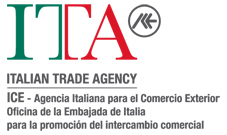 ITA
ITALIAN TRADE AGENCY
ICE - Agencia Italiana para el Comercio Exterior
Oficina de la Embajada de Italia
para la promoción del intercambio comercial